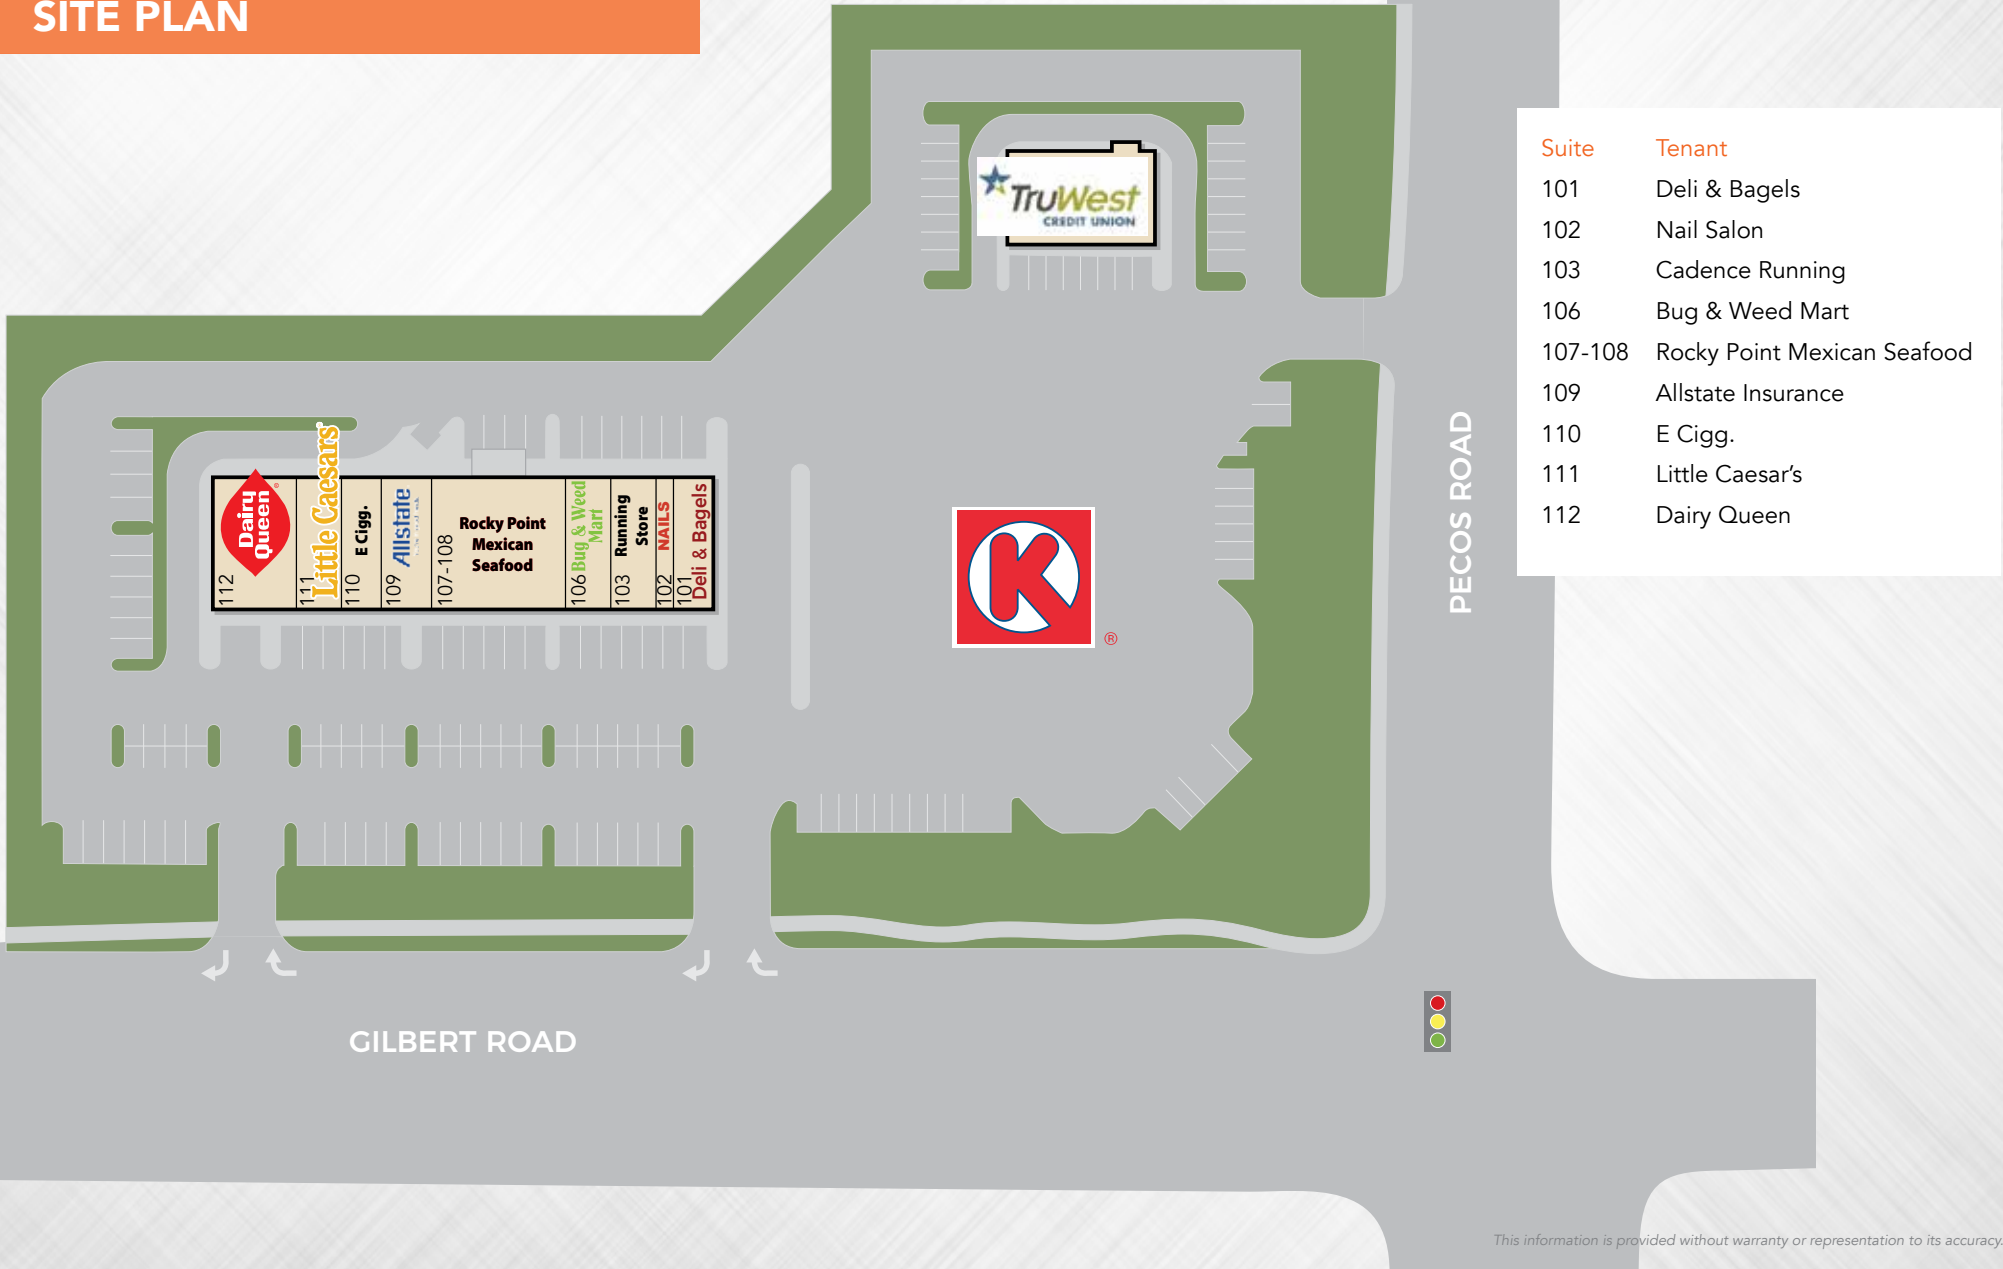 SITE PLAN
TruWest
CREDIT UNION
Suite Tenant
101 Deli & Bagels
102 Nail Salon
103 Cadence Running
106 Bug & Weed Mart
107-108 Rocky Point Mexican Seafood
109 Allstate Insurance
110 E Cigg.
111 Little Caesar’s
112 Dairy Queen
112
Dairy
Queen
®
111
Little Caesars
110
E Cigg.
109
Allstate
107-108
Rocky Point
Mexican
Seafood
106
Bug & Weed
Mart
103
Running
Store
102
NAILS
101
Deli & Bagels
K
®
PECOS ROAD
GILBERT ROAD
This information is provided without warranty or representation to its accuracy.